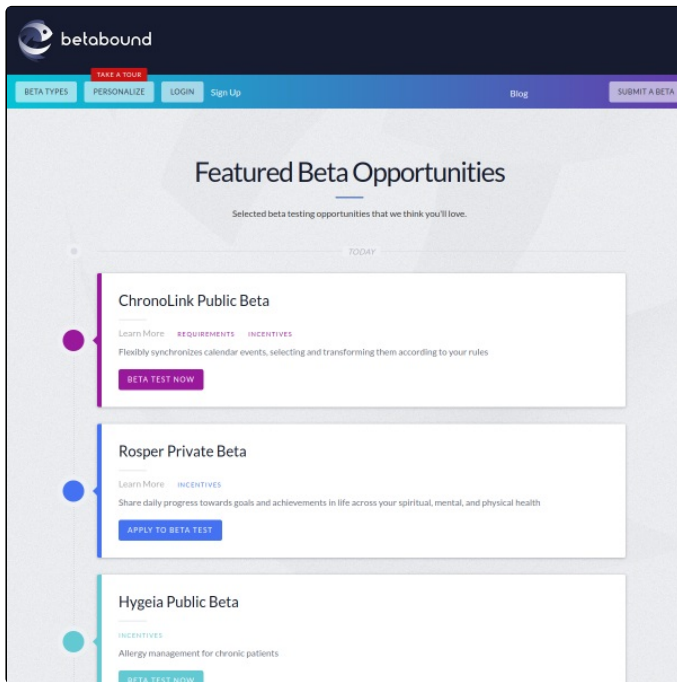 betabound
TAKE A TOUR
BETA TYPES PERSONALIZE LOGIN Sign Up Blog SUBMIT A BETA
Featured Beta Opportunities
Selected beta testing opportunities that we think you'll love.
TODAY
ChronoLink Public Beta
Learn More REQUIREMENTS INCENTIVES
Flexibly synchronizes calendar events, selecting and transforming them according to your rules
BETA TEST NOW
Rosper Private Beta
Learn More INCENTIVES
Share daily progress towards goals and achievements in life across your spiritual, mental, and physical health
APPLY TO BETA TEST
Hygeia Public Beta
INCENTIVES
Allergy management for chronic patients
BETA TEST NOW